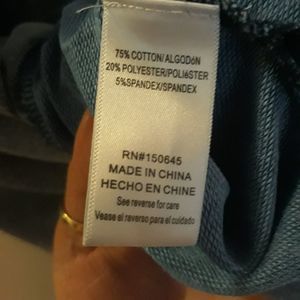 75% COTTON/ALGODóN
20% POLYESTER/POLIéSTER
5%SPANDEX/SPANDEX
RN#150645
MADE IN CHINA
HECHO EN CHINE
See reverse for care
Vease el reverso para el cuidado